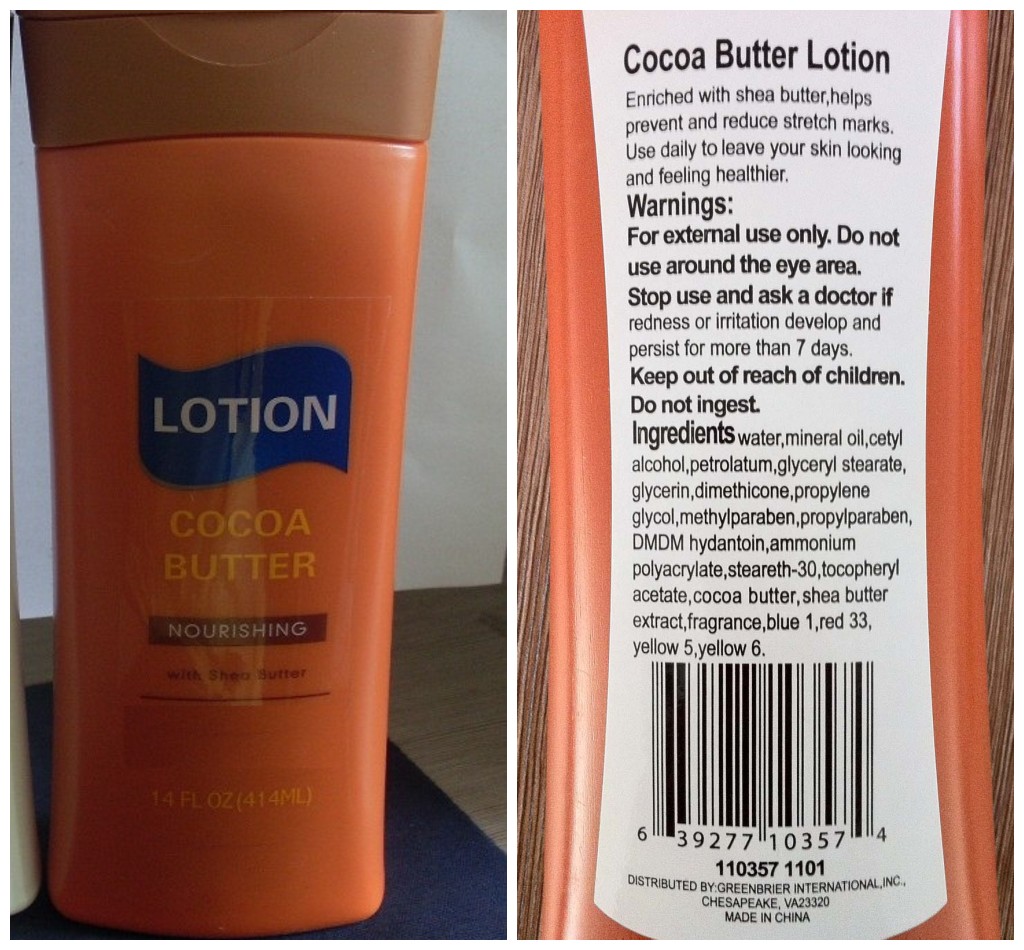 LOTION
COCOA
BUTTER
NOURISHING
with Shea Butter
14 FL OZ(414ML)
Cocoa Butter Lotion
Enriched with shea butter,helps
prevent and reduce stretch marks.
Use daily to leave your skin looking
and feeling healthier.
Warnings:
For external use only. Do not
use around the eye area.
Stop use and ask a doctor if
redness or irritation develop and
persist for more than 7 days.
Keep out of reach of children.
Do not ingest.
Ingredients water,mineral oil,cetyl
alcohol,petrolatum,glyceryl stearate,
glycerin,dimethicone,propylene
glycol,methylparaben,propylparaben,
DMDM hydantoin,ammonium
polyacrylate,steareth-30,tocopheryl
acetate,cocoa butter,shea butter
extract,fragrance,blue 1,red 33,
yellow 5,yellow 6.
6 39277 10357 4
110357 1101
DISTRIBUTED BY:GREENBRIER INTERNATIONAL,INC.,
CHESAPEAKE, VA23320
MADE IN CHINA